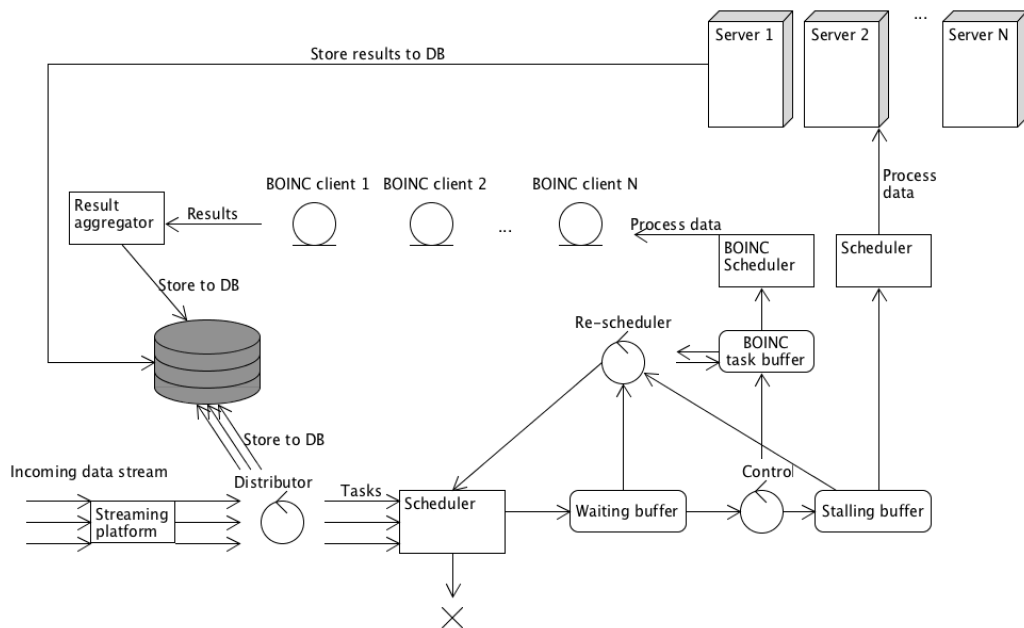 Server 1
Server 2
...
Server N
Store results to DB
Process
data
BOINC client 1
BOINC client 2
...
BOINC client N
Result
aggregator
Results
Process data
BOINC
Scheduler
Scheduler
Store to DB
Re-scheduler
BOINC
task buffer
Store to DB
Incoming data stream
Distributor
Control
Streaming
platform
Tasks
Scheduler
Waiting buffer
Stalling buffer